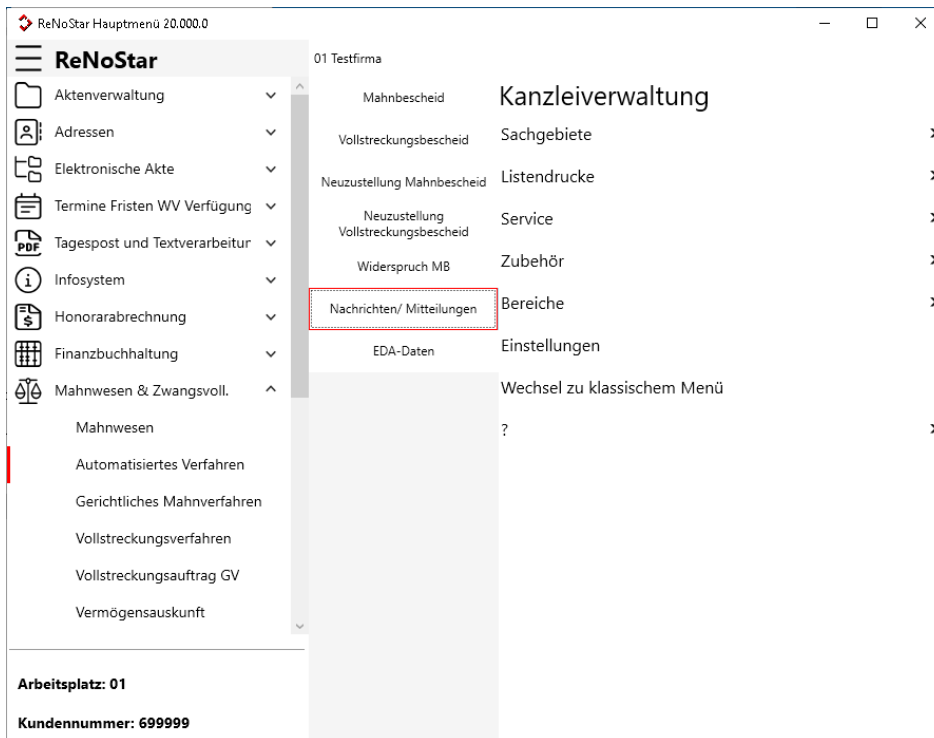 ReNoStar Hauptmenü 20.000.0
ReNoStar
Aktenverwaltung
Adressen
Elektronische Akte
Termine Fristen WV Verfügung
PDF
Tagespost und Textverarbeitur
Infosystem
Honorarabrechnung
Finanzbuchhaltung
Mahnwesen & Zwangsvoll.
Mahnwesen
Automatisiertes Verfahren
Gerichtliches Mahnverfahren
Vollstreckungsverfahren
Vollstreckungsauftrag GV
Vermögensauskunft
Arbeitsplatz: 01
Kundennummer: 699999
01 Testfirma
Mahnbescheid
Vollstreckungsbescheid
Neuzustellung Mahnbescheid
Neuzustellung
Vollstreckungsbescheid
Widerspruch MB
Nachrichten/ Mitteilungen
EDA-Daten
Kanzleiverwaltung
Sachgebiete
Listendrucke
Service
Zubehör
Bereiche
Einstellungen
Wechsel zu klassischem Menü
?